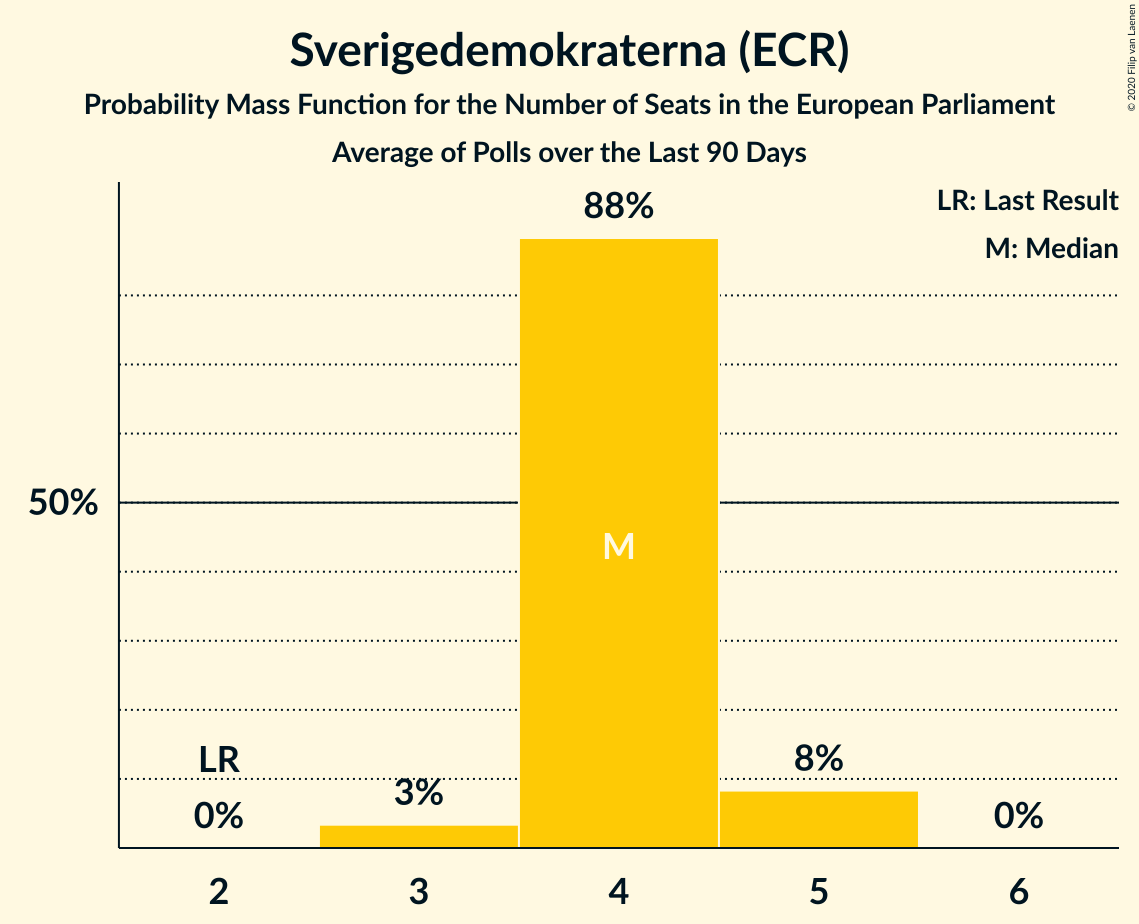 Sverigedemokraterna (ECR)
Probability Mass Function for the Number of Seats in the European Parliament
Average of Polls over the Last 90 Days
© 2020 Filip van Laenen
LR: Last Result
M: Median
88%
50%
M
LR
0%
3%
8%
0%
2 3 4 5 6